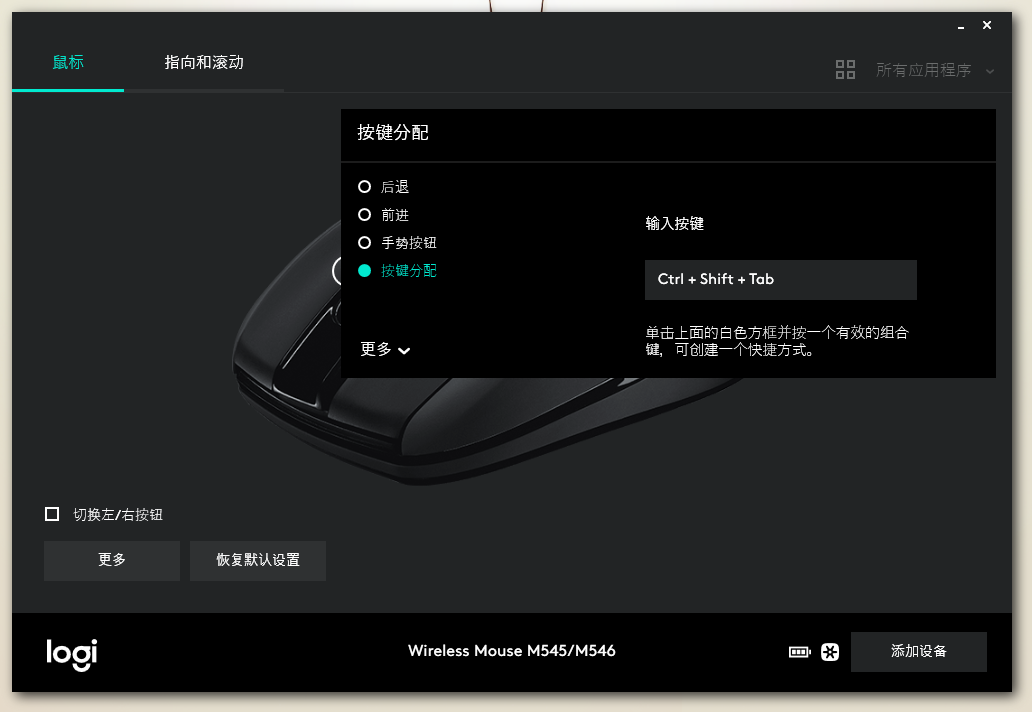 鼠标
指向和滚动
所有应用程序
按键分配
后退
前进
手势按钮
按键分配
更多
输入按键
Ctrl + Shift + Tab
单击上面的白色方框并按一个有效的组合
键，可创建一个快捷方式。
切换左/右按钮
更多
恢复默认设置
logi
Wireless Mouse M545/M546
添加设备